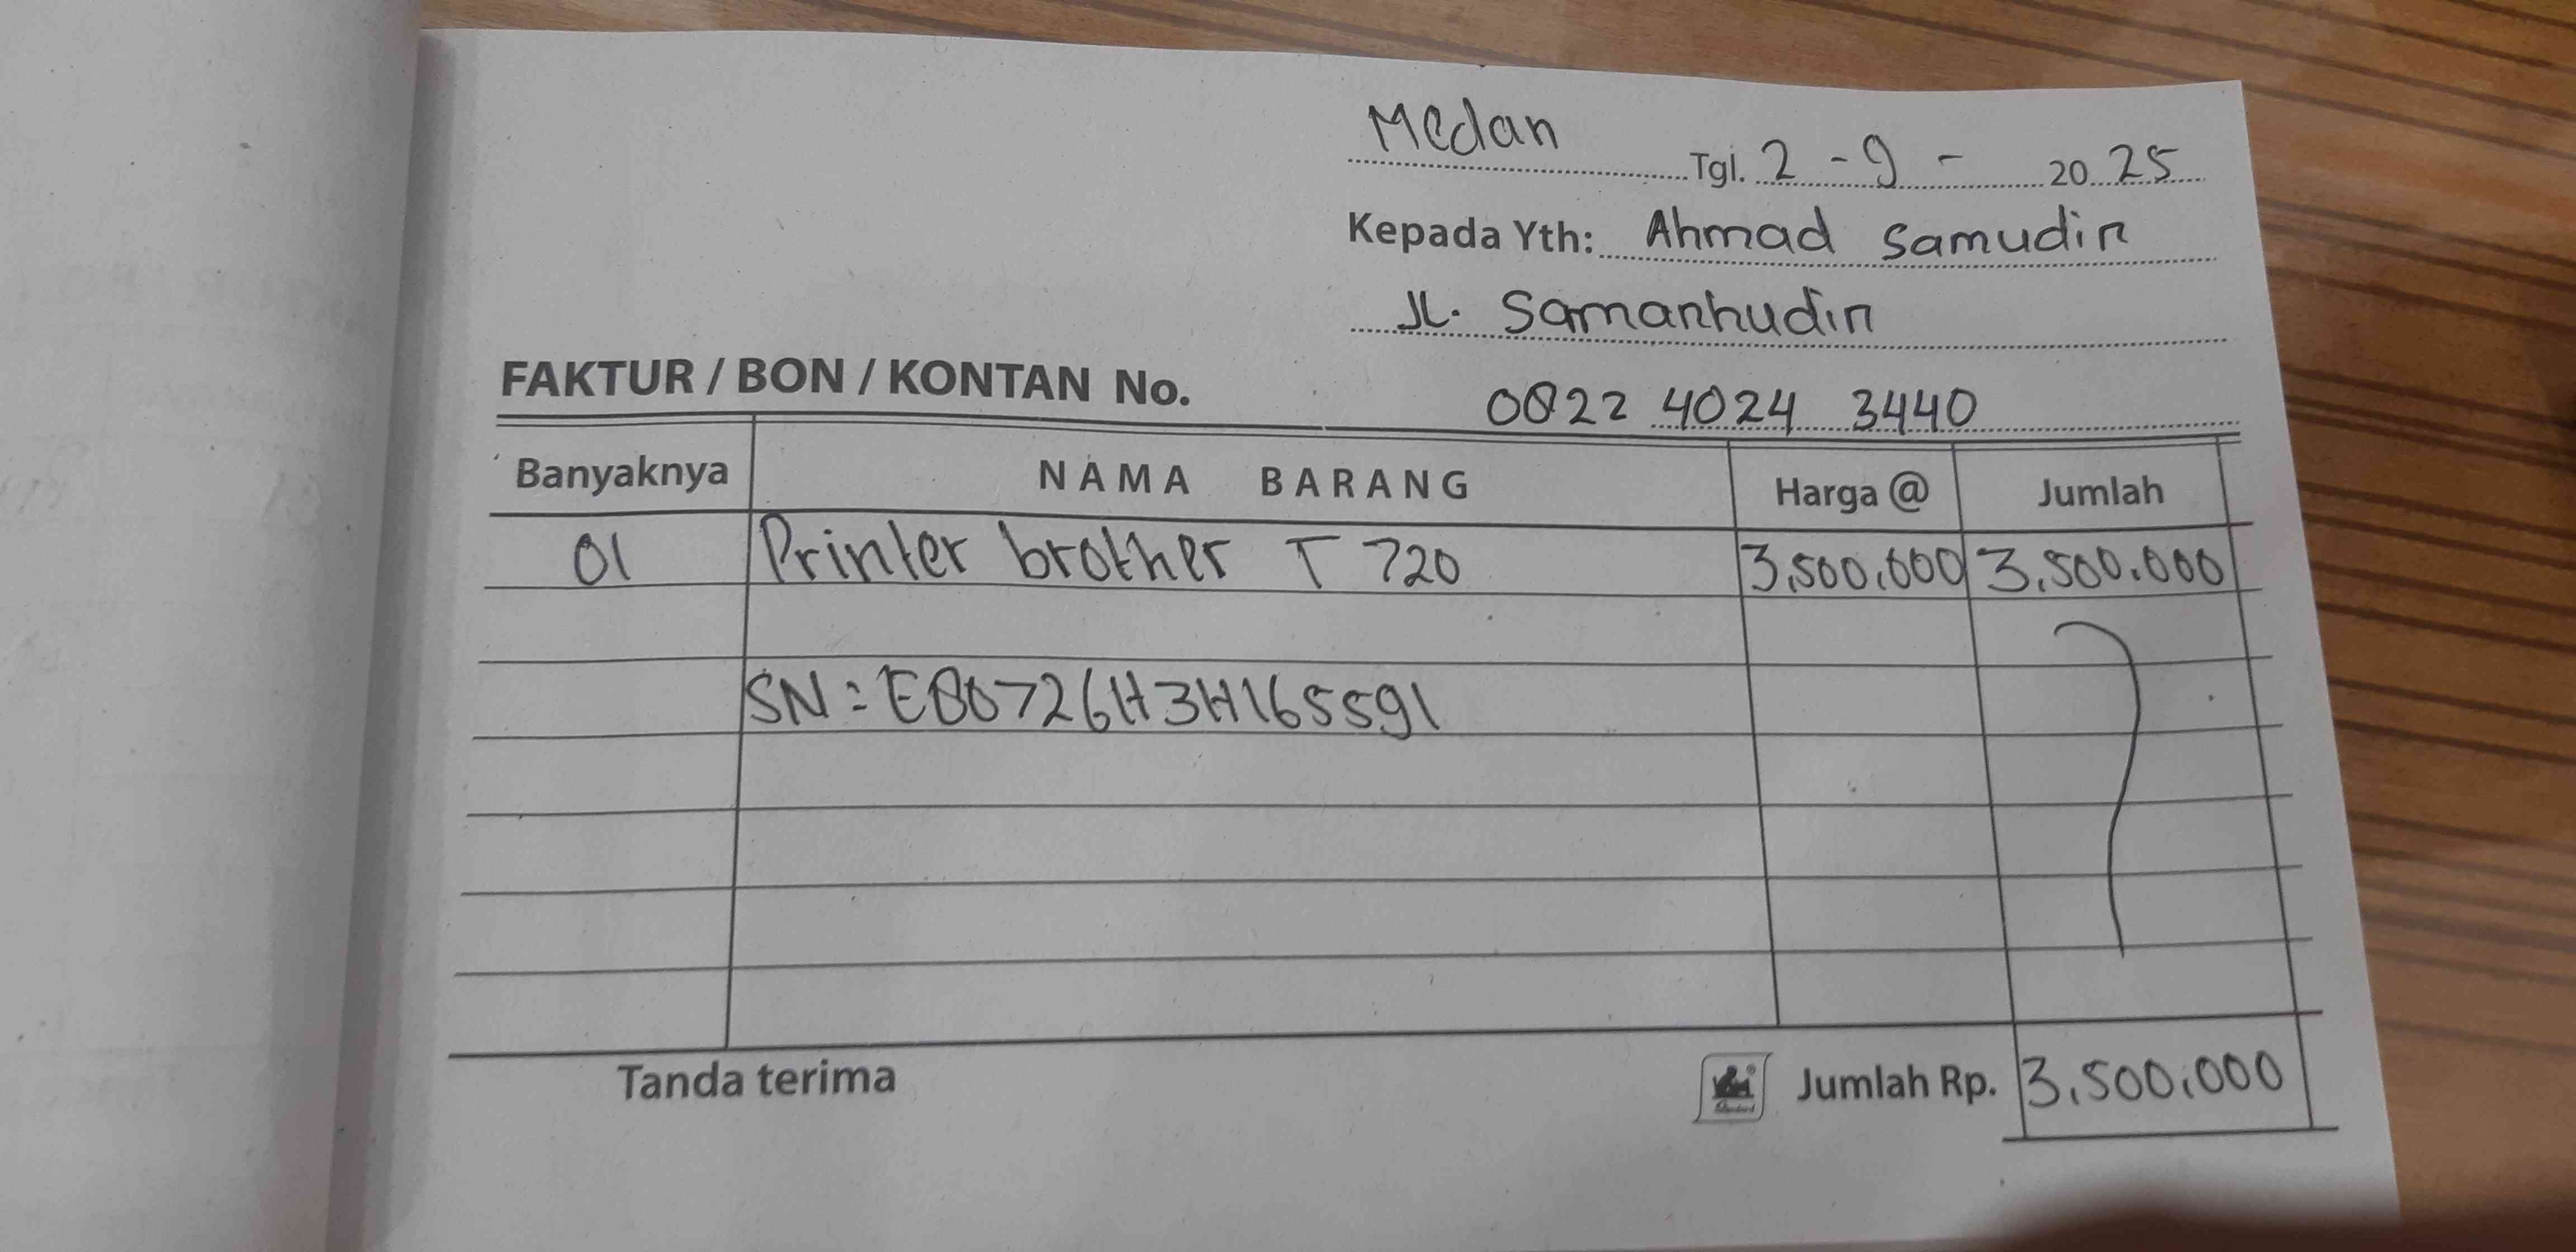 Medan Tgl. 2 - 9 - 20 25
Kepada Yth: Ahmad Samudin
JL. Samanhudin
FAKTUR / BON / KONTAN No.
0822 4024 3440
Banyaknya NAMA BARANG Harga @ Jumlah
01 Printer brother T 720 3,500,000 3.500.000
SN = E80726H3H165591
Tanda terima Jumlah Rp. 3,500,000